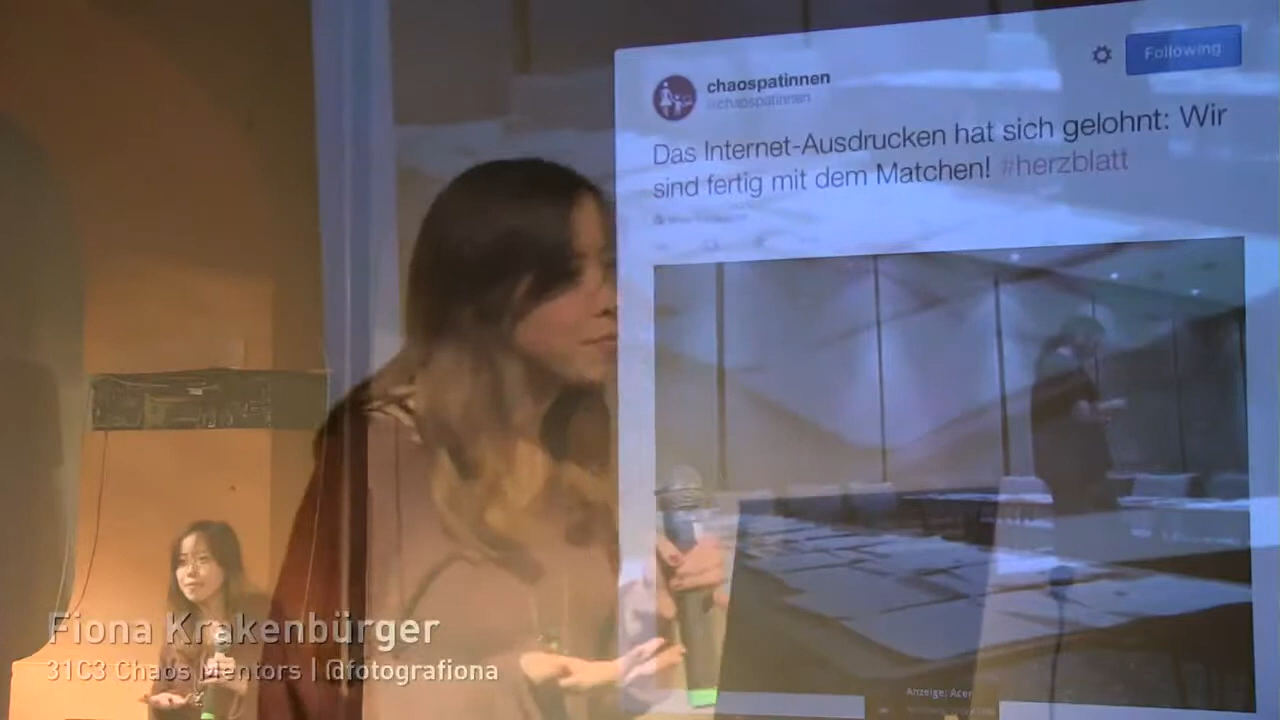 Following
chaospatinnen
@chaospatinnen
Das Internet-Ausdrucken hat sich gelohnt: Wir
sind fertig mit dem Matchen! #herzblatt
Anzeige: Acer
Fiona Krakenbürger
31C3 Chaos Mentors | @fotografiona